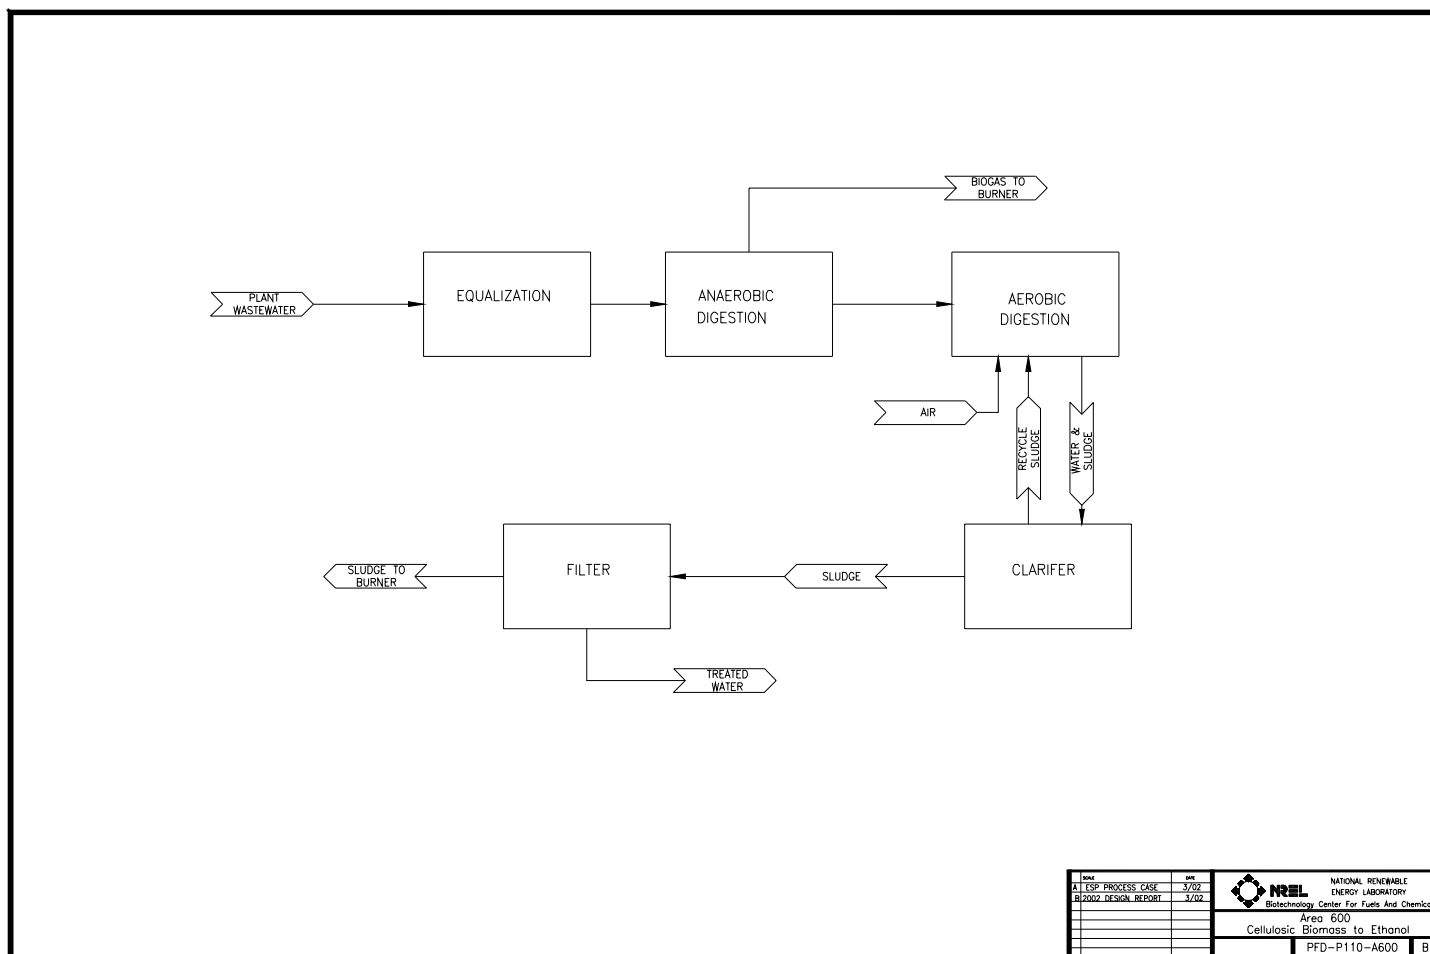 BIOGAS TO
BURNER
PLANT
WASTEWATER
EQUALIZATION
ANAEROBIC
DIGESTION
AEROBIC
DIGESTION
AIR
RECYCLE
SLUDGE
WATER &
SLUDGE
SLUDGE TO
BURNER
FILTER
SLUDGE
CLARIFER
TREATED
WATER
SCALE DATE
A ESP PROCESS CASE 3/02
B 2002 DESIGN REPORT 3/02
NREL
NATIONAL RENEWABLE
ENERGY LABORATORY
Biotechnology Center For Fuels And Chemic
Area 600
Cellulosic Biomass to Ethanol
PFD-P110-A600 B